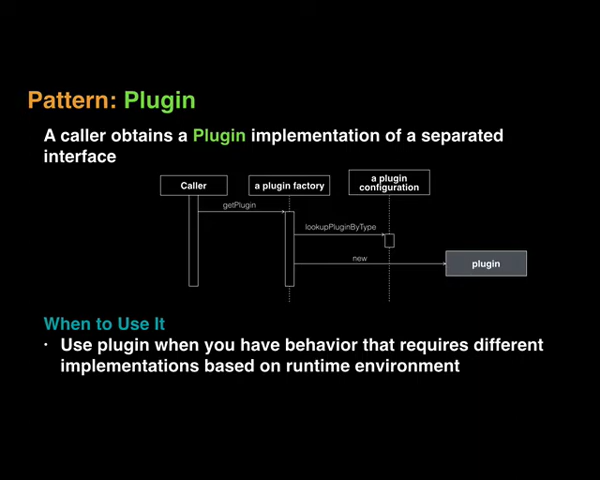 Pattern: Plugin
A caller obtains a Plugin implementation of a separated
interface
Caller
a plugin factory
a plugin
configuration
getPlugin
lookupPluginByType
new
plugin
When to Use It
· Use plugin when you have behavior that requires different
implementations based on runtime environment